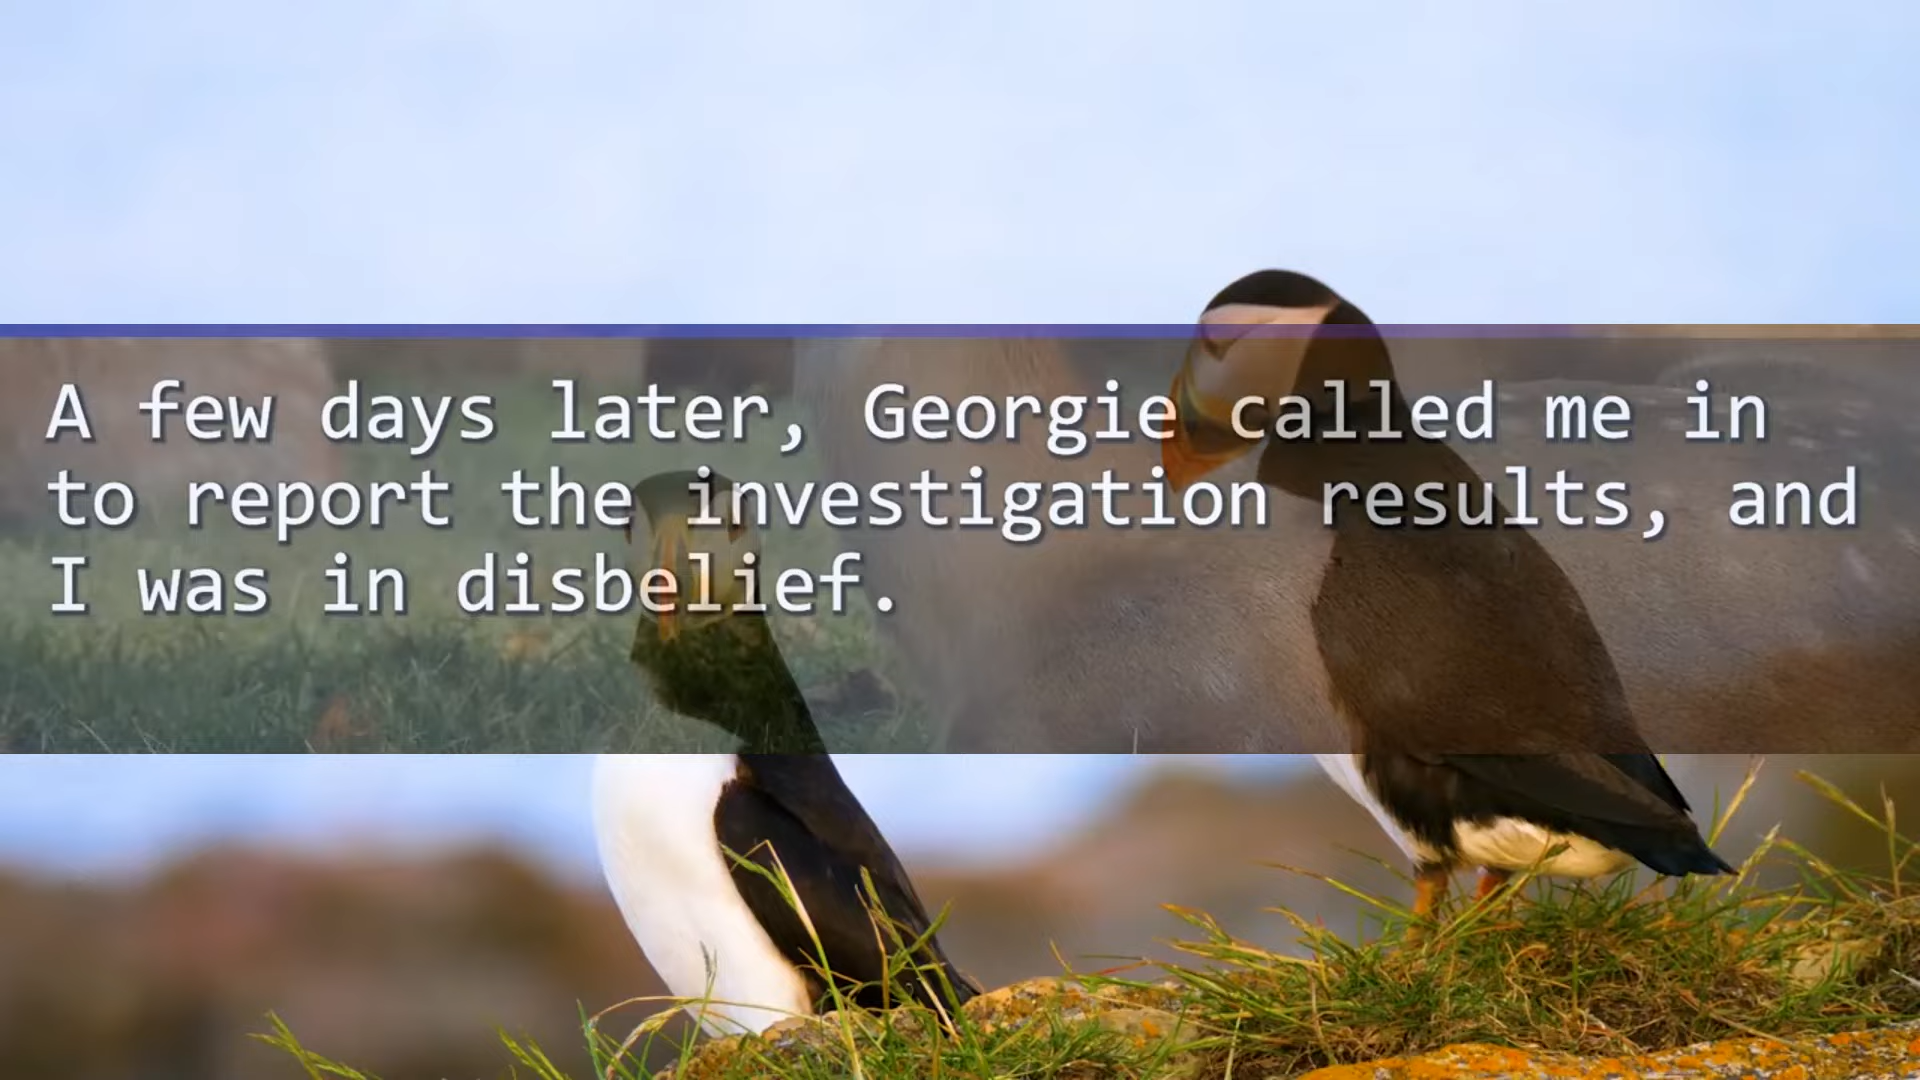 A few days later, Georgie called me in
to report the investigation results, and
I was in disbelief.